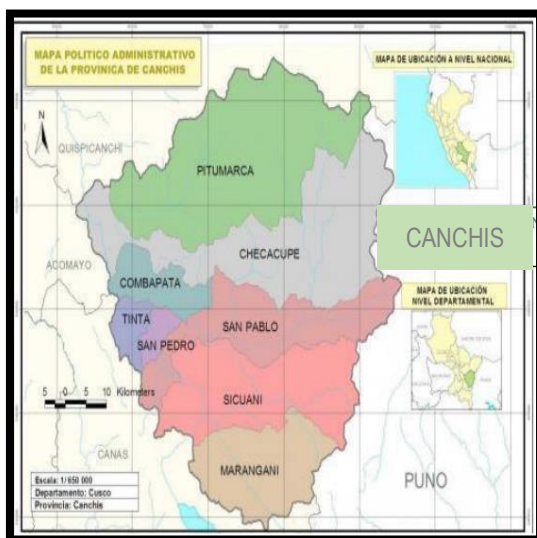 MAPA POLITICO ADMINISTRATIVO
DE LA PROVINICA DE CANCHIS
MAPA DE UBICACIÓN A NIVEL NACIONAL
N
QUISPICANCHI
PITUMARCA
CANCHIS
CHECACUPE
ACOMAYO
COMBAPATA
MAPA DE UBICACIÓN
NIVEL DEPARTAMENTAL
TINTA
SAN PABLO
SAN PEDRO
5 0 5 10 Kilometers
SICUANI
CANAS
MARANGANI
PUNO
Escala: 1/650 000
Departamento: Cusco
Provincia: Canchis